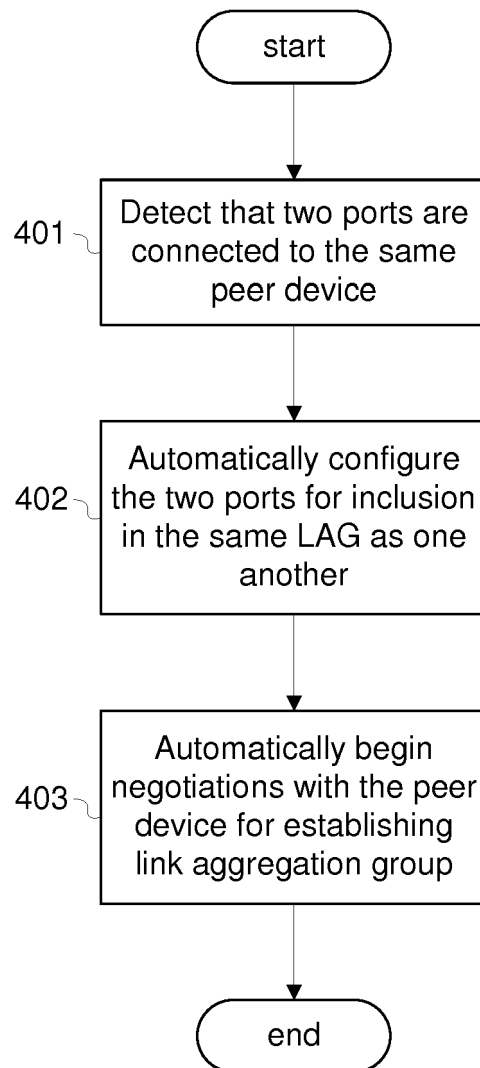 start
401
Detect that two ports are
connected to the same
peer device
402
Automatically configure
the two ports for inclusion
in the same LAG as one
another
403
Automatically begin
negotiations with the peer
device for establishing
link aggregation group
end